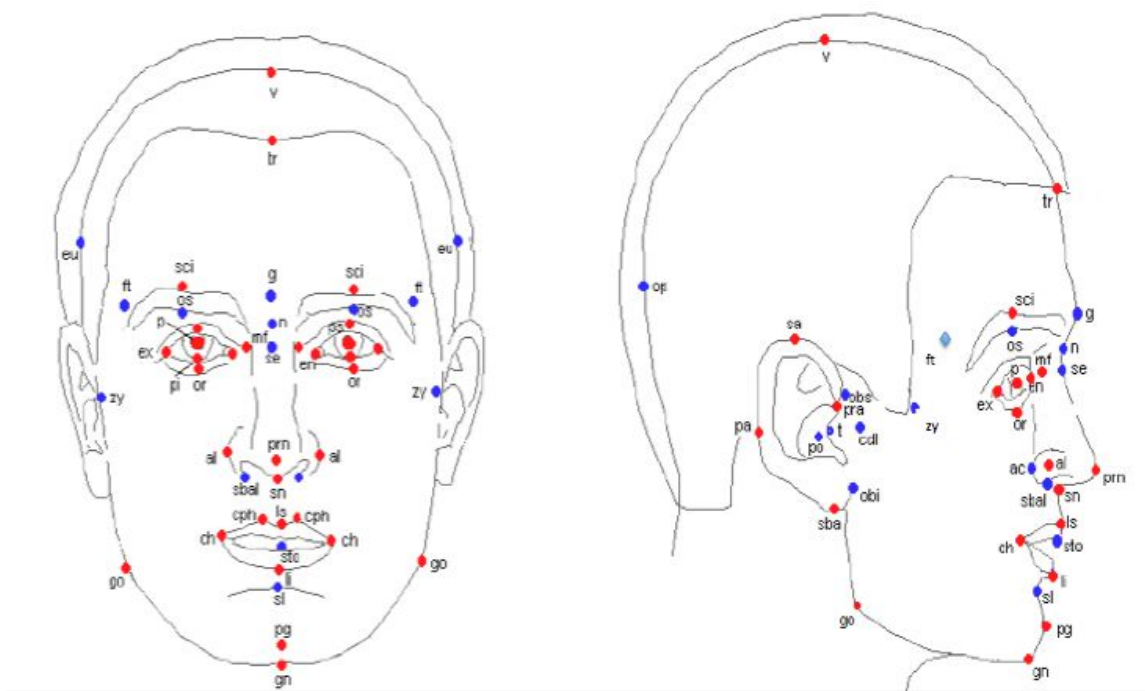 v
tr
eu eu
sci g sci
ft os os ft
p n ps
ex mf se en
pi or or
zy zy
al prn al
sbal sn
cph ls cph
ch sto ch
li
go sl go
pg
gn
v
tr
op sci g
sa ft os n
p mf se
en
ex
or
obs
pra zy
pa po t cdl
ac al prn
obi sbal sn
sba ls
ch sto
li
sl
go pg
gn